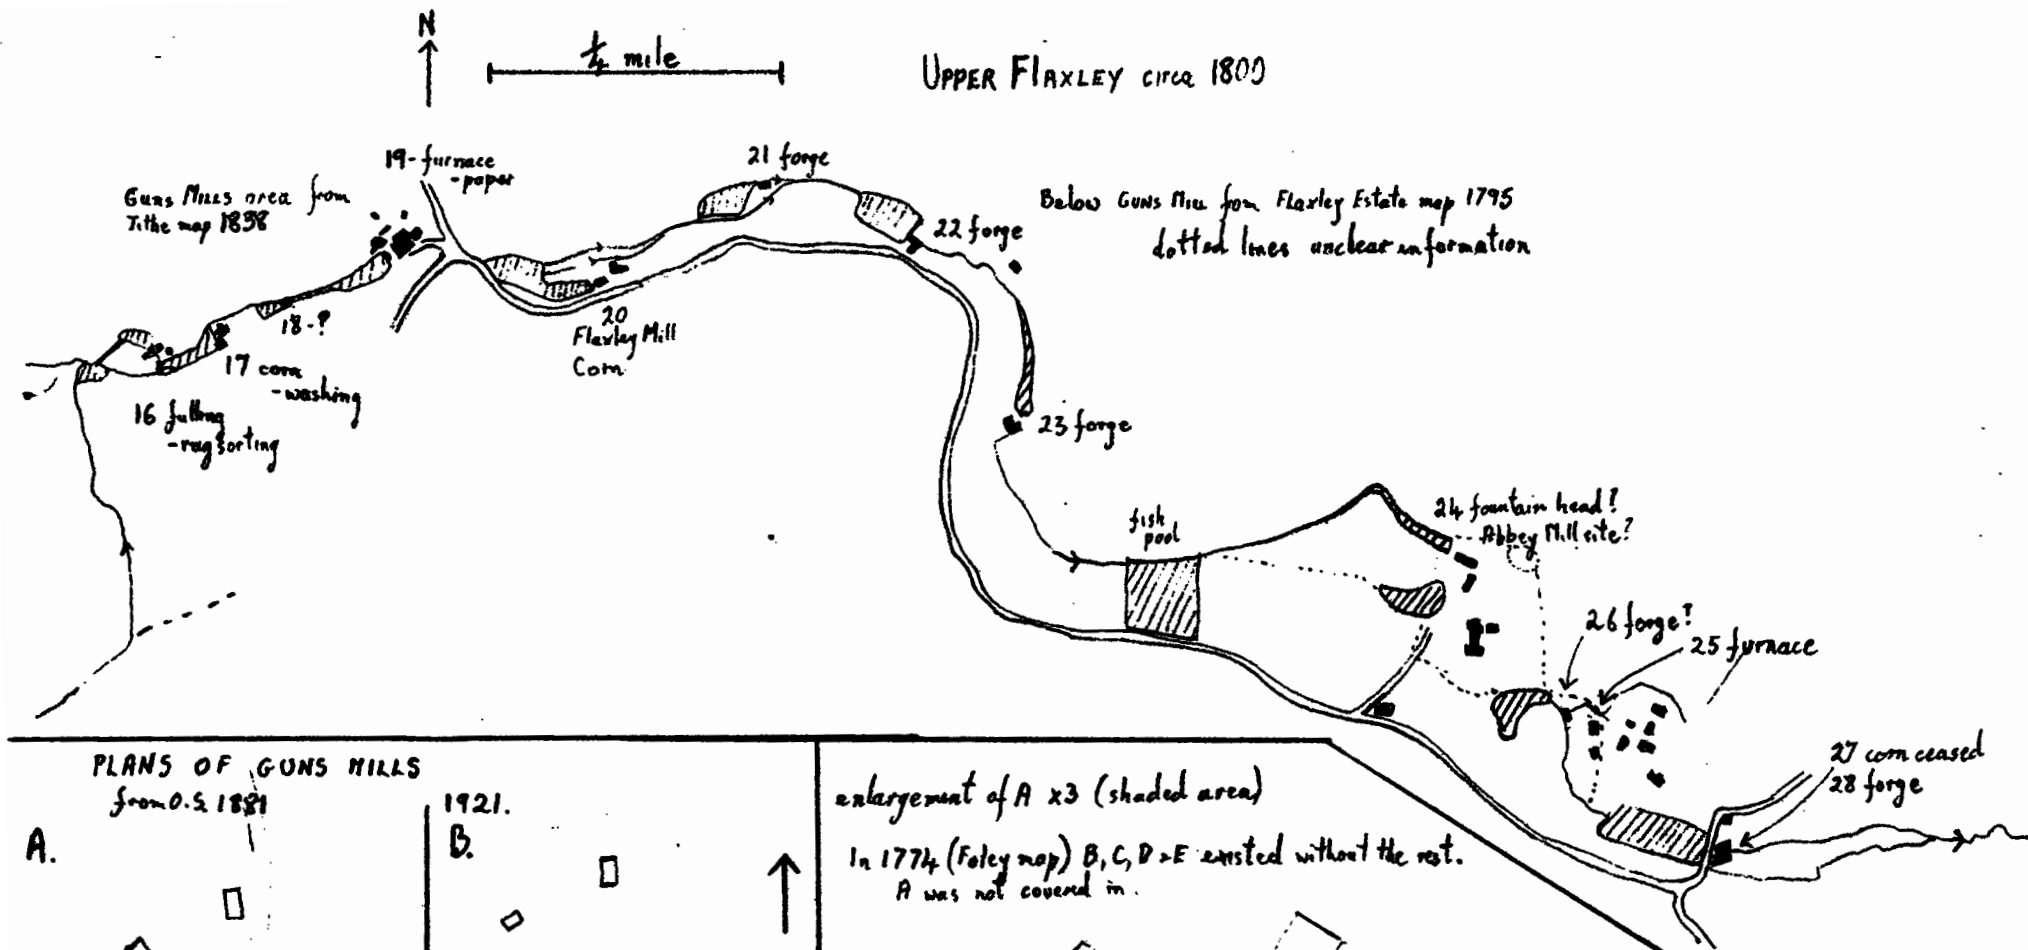 N
1/4 mile
UPPER FLAXLEY circa 1800
19-furnace
-paper
21 forge
Guns Mills area from
Tithe map 1838
Below Guns Mill from Flaxley Estate map 1795
dotted lines unclear information
22 forge
18-?
20
Flaxley Mill
Corn
17 corn
-washing
16 fulling
-rag sorting
23 forge
fish
pool
24 fountain head?
Abbey Mill site?
26 forge?
25 furnace
27 corn ceased
28 forge
PLANS OF GUNS MILLS
from O.S. 1881
A.
1921.
B.
enlargement of A x3 (shaded area)
In 1774 (Foley map) B, C, D & E existed without the rest.
A was not covered in.